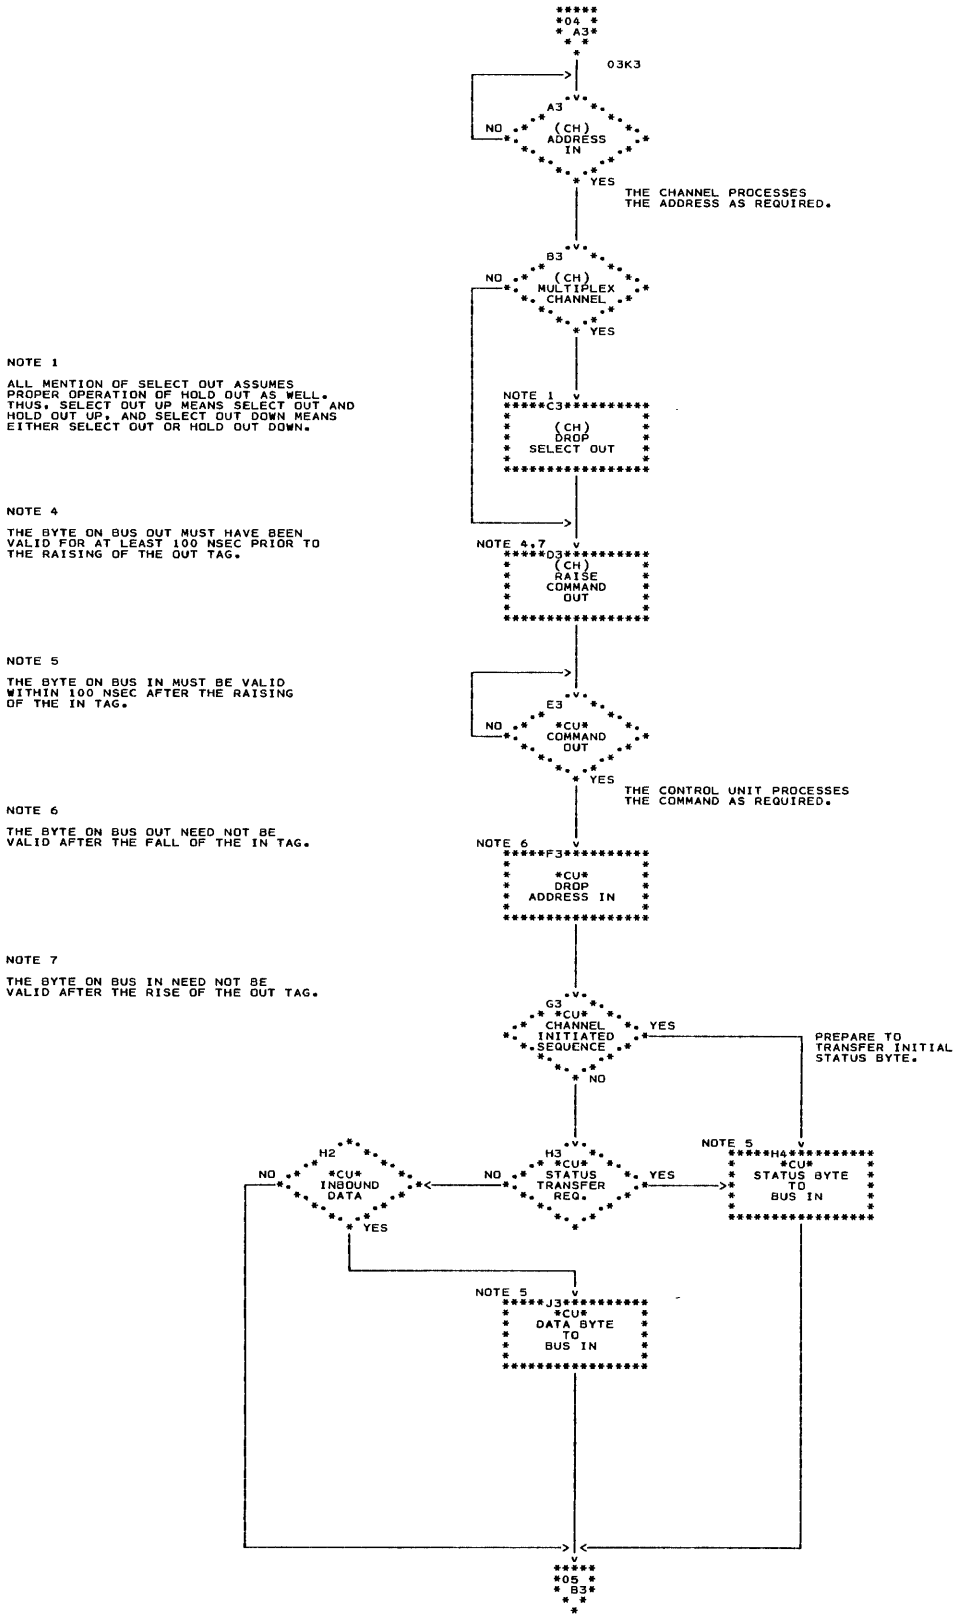 04
A3
03K3
A3
NO
(CH)
ADDRESS
IN
YES
THE CHANNEL PROCESSES
THE ADDRESS AS REQUIRED.
B3
NO
(CH)
MULTIPLEX
CHANNEL
YES
NOTE 1
ALL MENTION OF SELECT OUT ASSUMES
PROPER OPERATION OF HOLD OUT AS WELL.
THUS, SELECT OUT UP MEANS SELECT OUT AND
HOLD OUT UP, AND SELECT OUT DOWN MEANS
EITHER SELECT OUT OR HOLD OUT DOWN.
NOTE 1
C3
(CH)
DROP
SELECT OUT
NOTE 4
THE BYTE ON BUS OUT MUST HAVE BEEN
VALID FOR AT LEAST 100 NSEC PRIOR TO
THE RAISING OF THE OUT TAG.
NOTE 4,7
D3
(CH)
RAISE
COMMAND
OUT
NOTE 5
THE BYTE ON BUS IN MUST BE VALID
WITHIN 100 NSEC AFTER THE RAISING
OF THE IN TAG.
E3
NO
*CU*
COMMAND
OUT
YES
THE CONTROL UNIT PROCESSES
THE COMMAND AS REQUIRED.
NOTE 6
THE BYTE ON BUS OUT NEED NOT BE
VALID AFTER THE FALL OF THE IN TAG.
NOTE 6
F3
*CU*
DROP
ADDRESS IN
NOTE 7
THE BYTE ON BUS IN NEED NOT BE
VALID AFTER THE RISE OF THE OUT TAG.
G3
*CU*
CHANNEL
INITIATED
SEQUENCE
YES
NO
PREPARE TO
TRANSFER INITIAL
STATUS BYTE.
H2
NO
*CU*
INBOUND
DATA
YES
H3
NO
*CU*
STATUS
TRANSFER
REQ.
YES
NOTE 5
H4
*CU*
STATUS BYTE
TO
BUS IN
NOTE 5
J3
*CU*
DATA BYTE
TO
BUS IN
05
B3